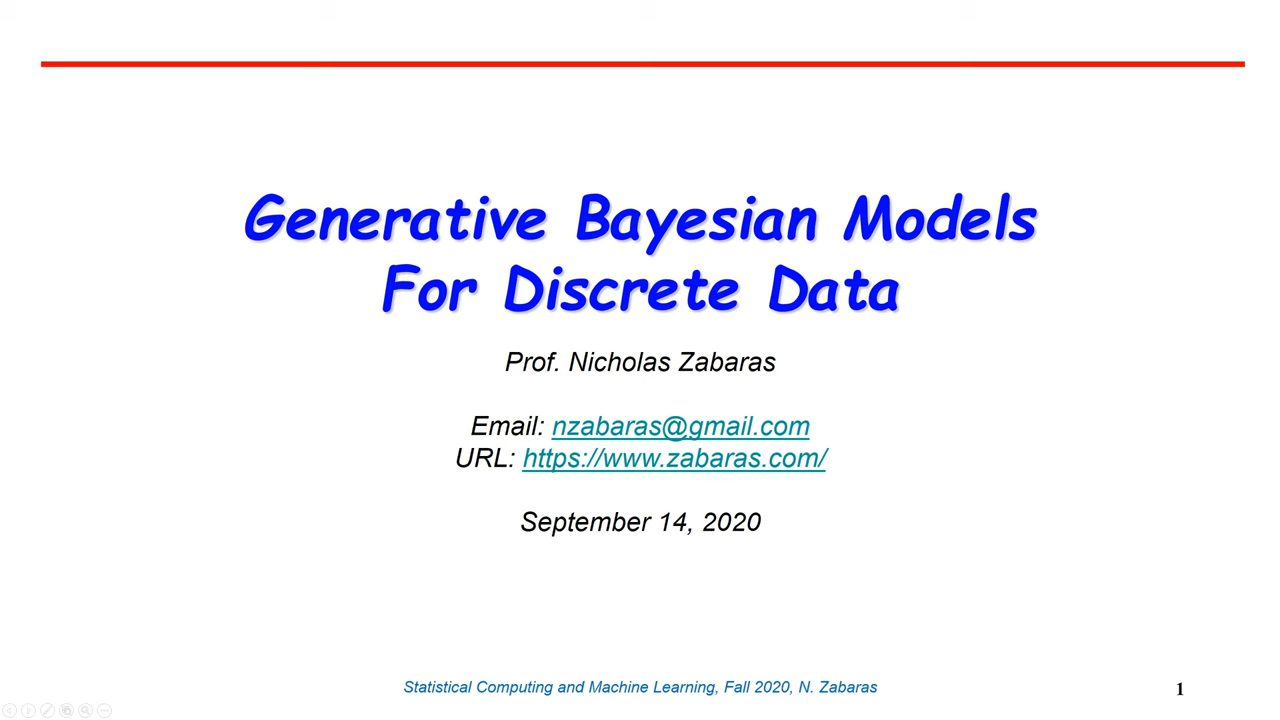 Generative Bayesian Models
For Discrete Data
Prof. Nicholas Zabaras
Email: nzabaras@gmail.com
URL: https://www.zabaras.com/
September 14, 2020
Statistical Computing and Machine Learning, Fall 2020, N. Zabaras
1